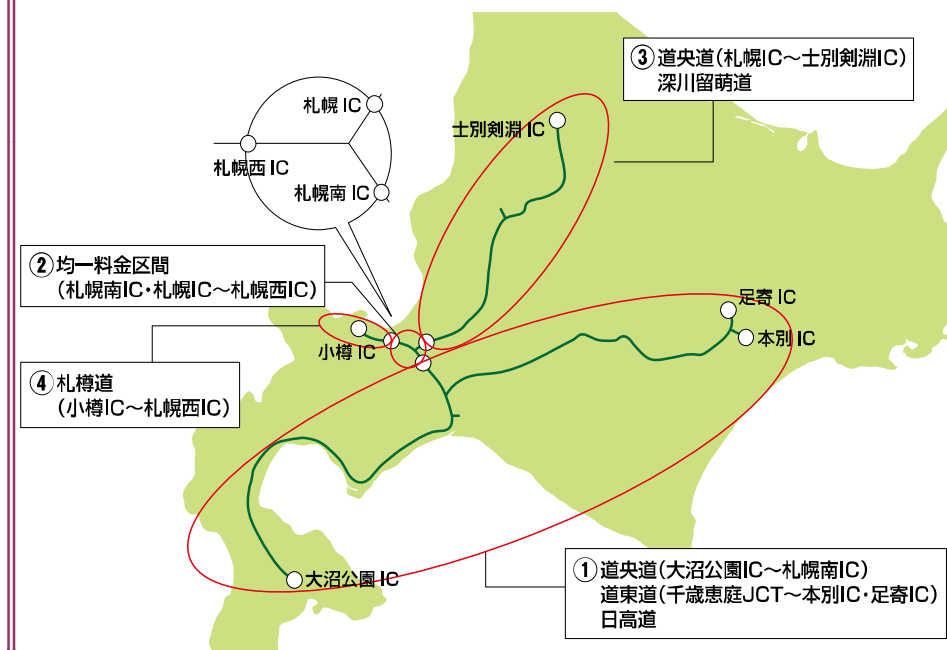 ③道央道(札幌IC〜士別剣淵IC)
深川留萌道
札幌 IC
札幌西 IC
札幌南 IC
士別剣淵 IC
②均一料金区間
(札幌南IC・札幌IC〜札幌西IC)
足寄 IC
本別 IC
小樽 IC
④札樽道
(小樽IC〜札幌西IC)
大沼公園 IC
①道央道(大沼公園IC〜札幌南IC)
道東道(千歳恵庭JCT〜本別IC・足寄IC)
日高道